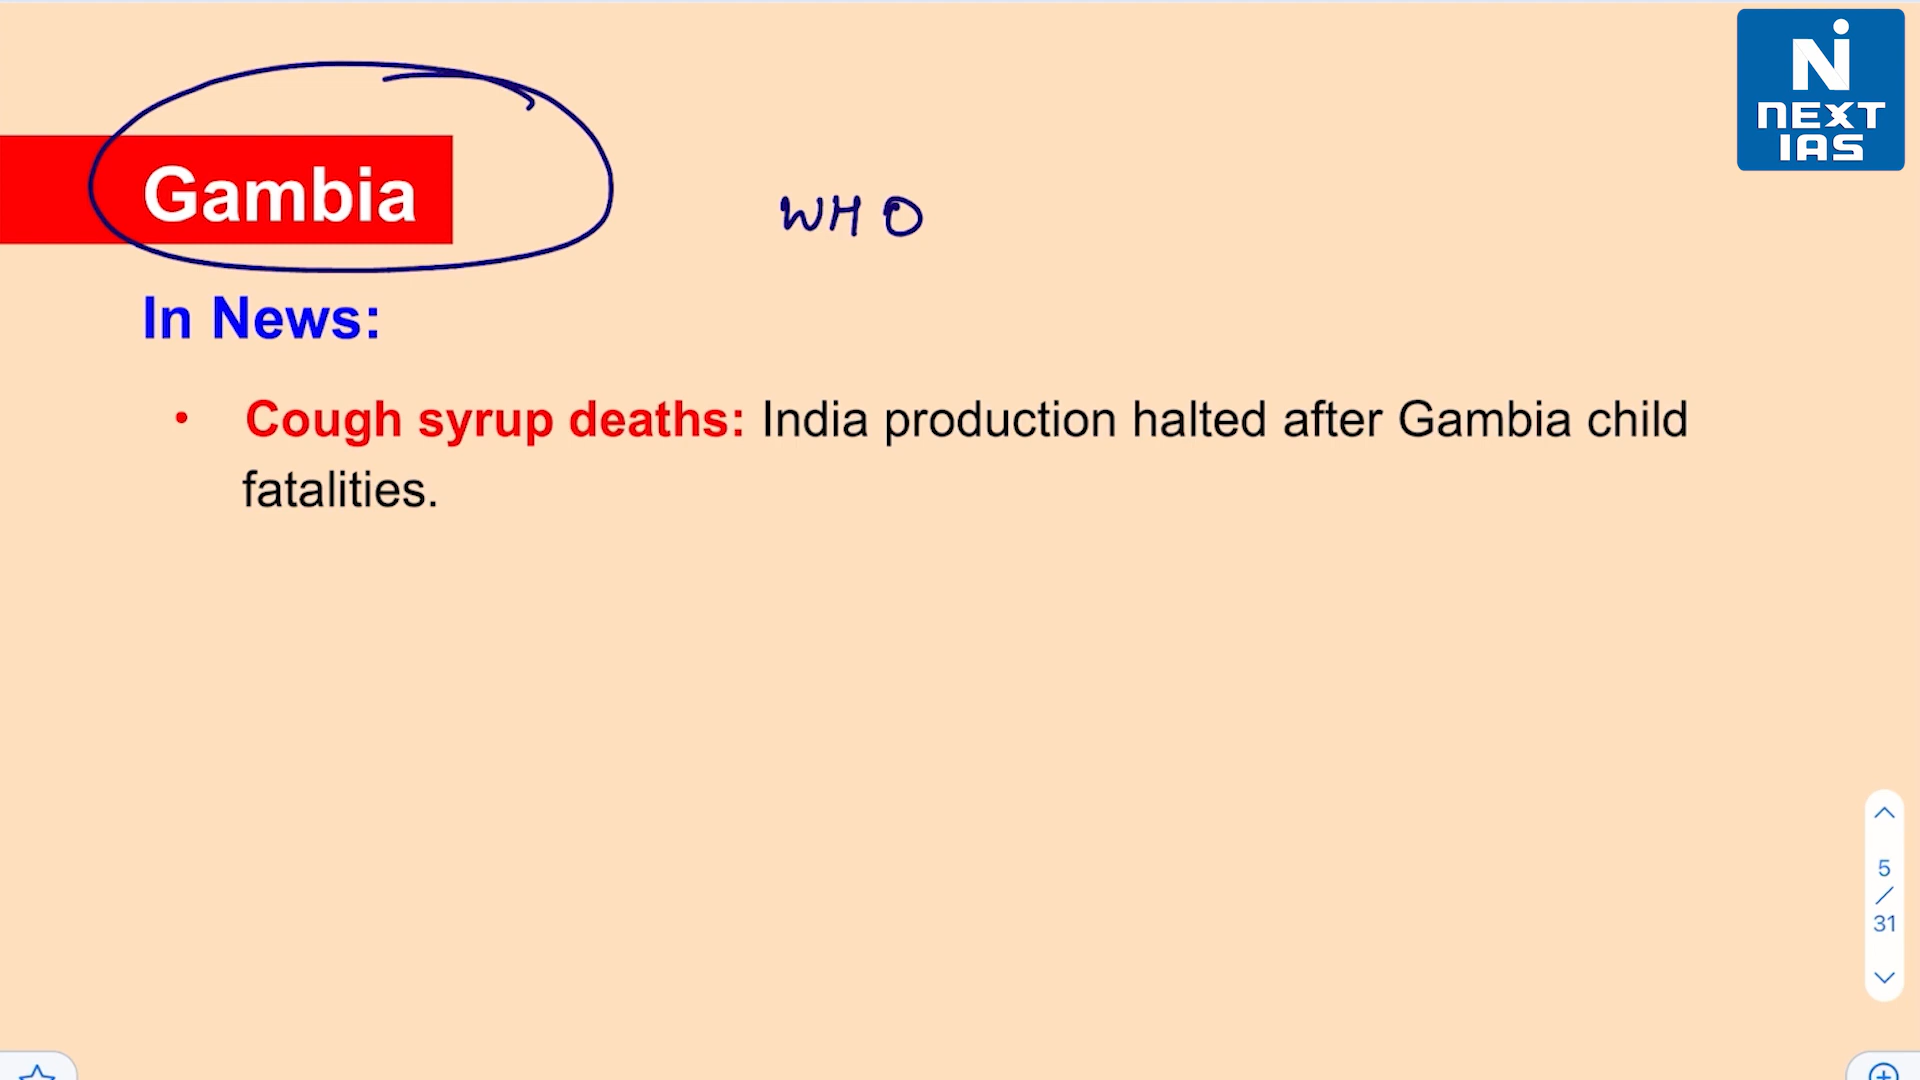 NEXT
IAS
Gambia
WHO
In News:
• Cough syrup deaths: India production halted after Gambia child
fatalities.
5
/
31